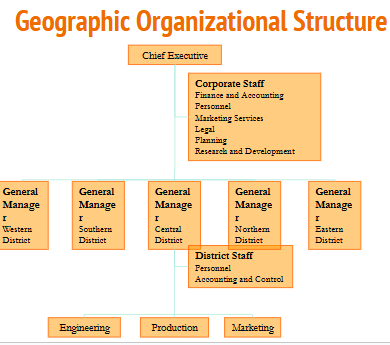 Geographic Organizational Structure
Chief Executive
Corporate Staff
Finance and Accounting
Personnel
Marketing Services
Legal
Planning
Research and Development
General
Manage
r
Western
District
General
Manage
r
Southern
District
General
Manage
r
Central
District
General
Manage
r
Northern
District
General
Manage
r
Eastern
District
District Staff
Personnel
Accounting and Control
Engineering
Production
Marketing